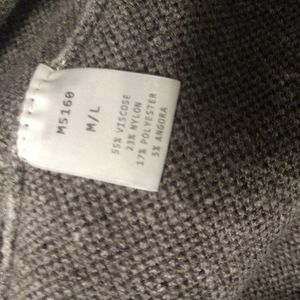 M5160
M/L
55% VISCOSE
23% NYLON
17% POLYESTER
5% ANGORA